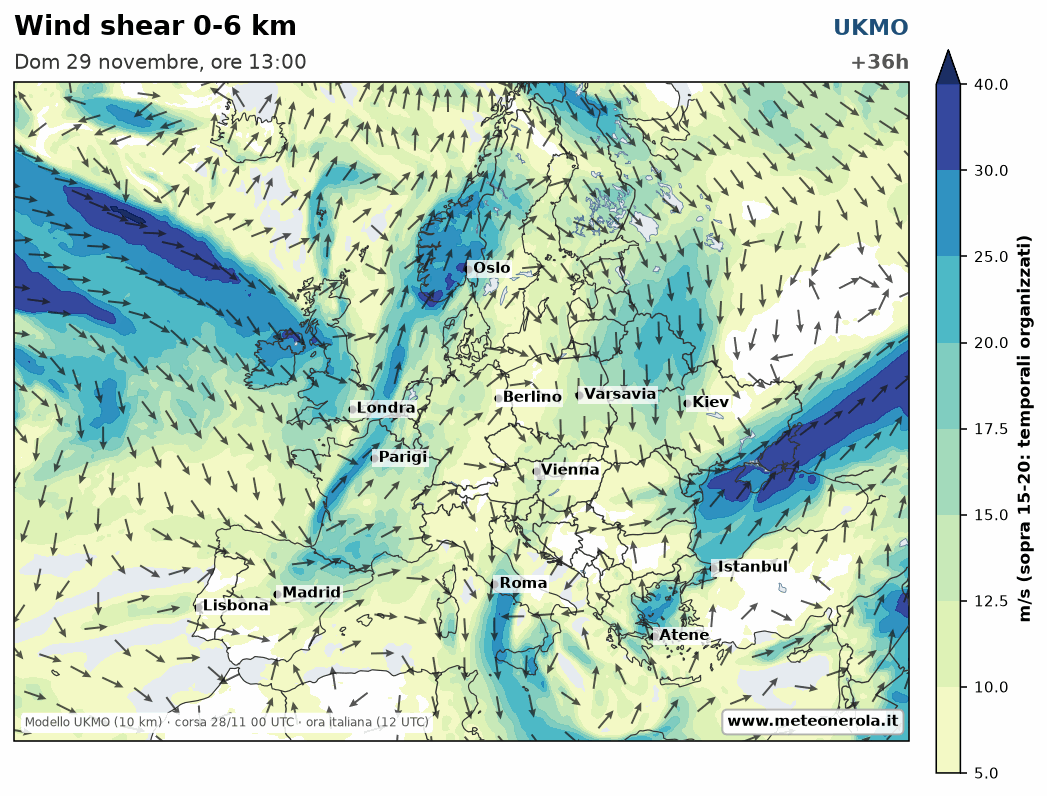 Wind shear 0-6 km
UKMO
Dom 29 novembre, ore 13:00
+36h
40.0
30.0
25.0
20.0
17.5
15.0
12.5
10.0
5.0
m/s (sopra 15-20: temporali organizzati)
Oslo
Londra
Berlino
Varsavia
Kiev
Parigi
Vienna
Istanbul
Roma
Madrid
Lisbona
Atene
Modello UKMO (10 km) · corsa 28/11 00 UTC · ora italiana (12 UTC)
www.meteonerola.it